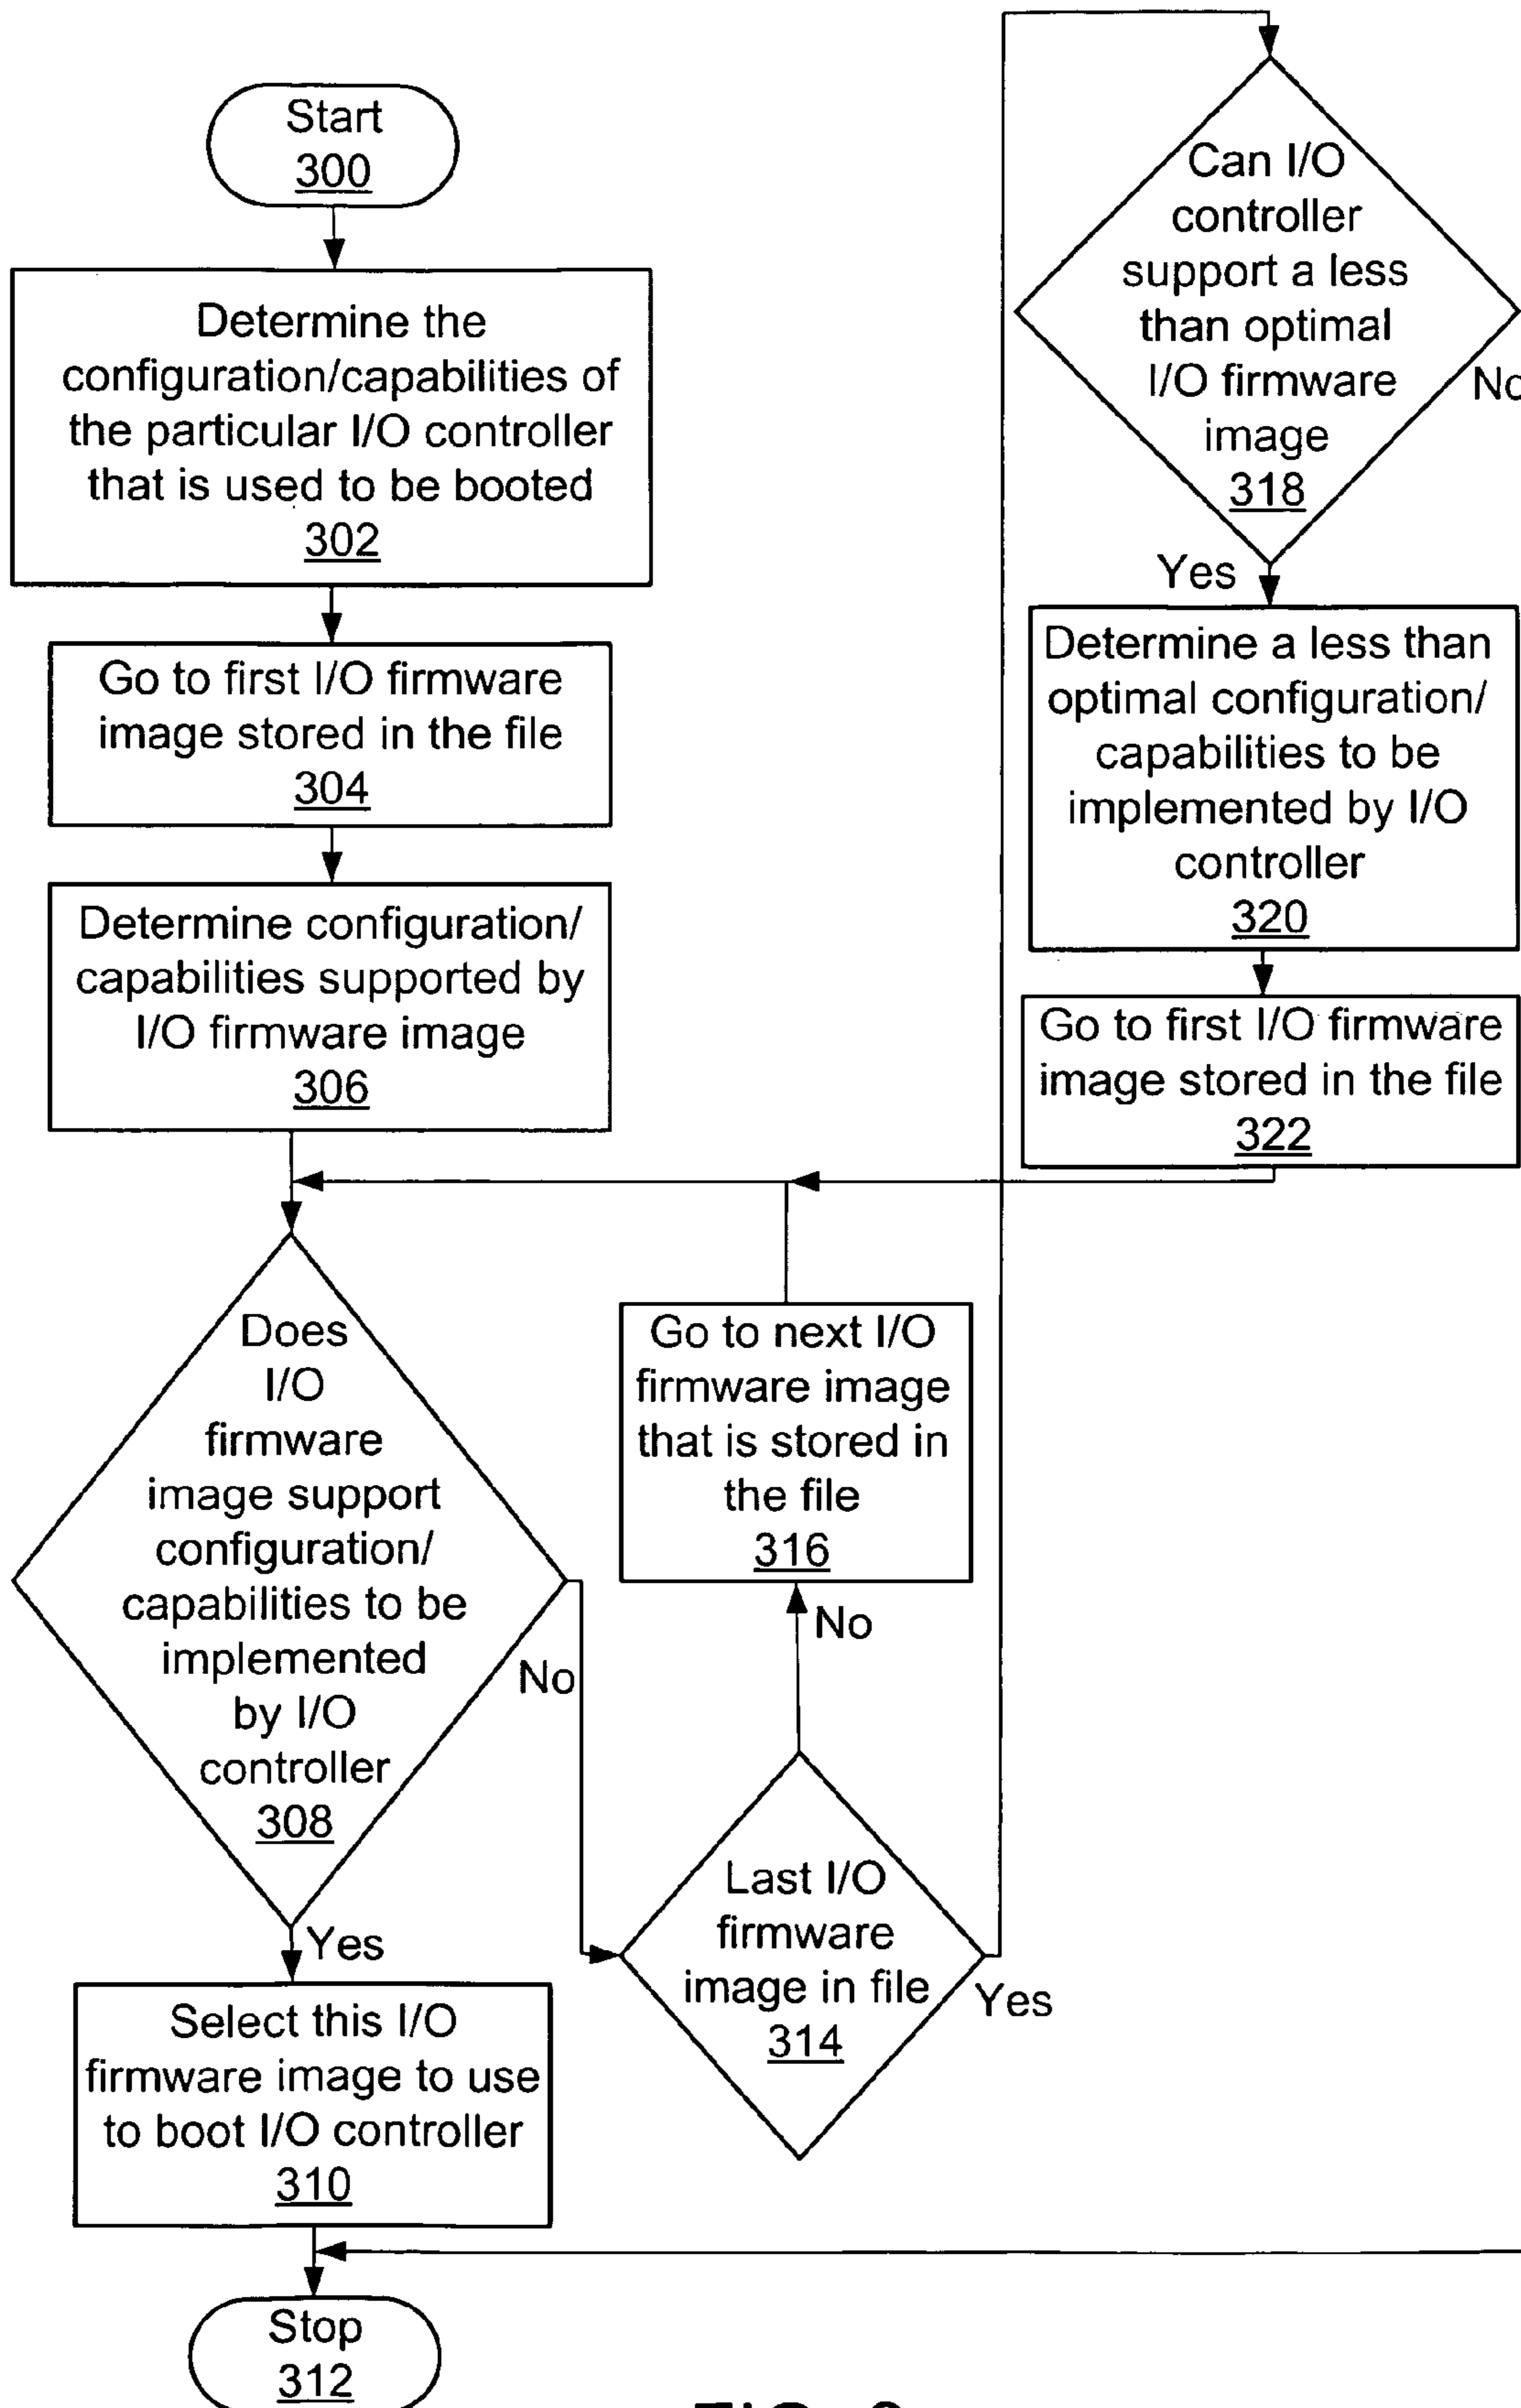 Start
300
Determine the
configuration/capabilities of
the particular I/O controller
that is used to be booted
302
Go to first I/O firmware
image stored in the file
304
Determine configuration/
capabilities supported by
I/O firmware image
306
Does
I/O
firmware
image support
configuration/
capabilities to be
implemented
by I/O
controller
308
No
Yes
Select this I/O
firmware image to use
to boot I/O controller
310
Stop
312
Last I/O
firmware
image in file
314
Yes
No
Go to next I/O
firmware image
that is stored in
the file
316
Can I/O
controller
support a less
than optimal
I/O firmware
image
318
No
Yes
Determine a less than
optimal configuration/
capabilities to be
implemented by I/O
controller
320
Go to first I/O firmware
image stored in the file
322